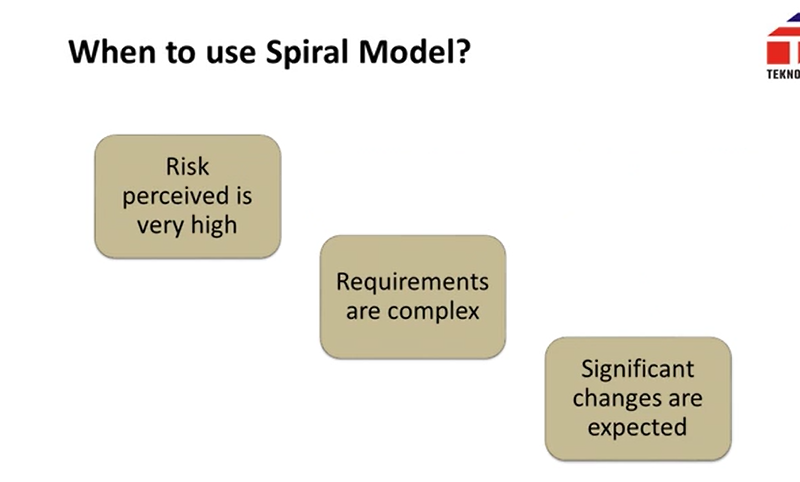 When to use Spiral Model?
TEKNO
Risk
perceived is
very high
Requirements
are complex
Significant
changes are
expected